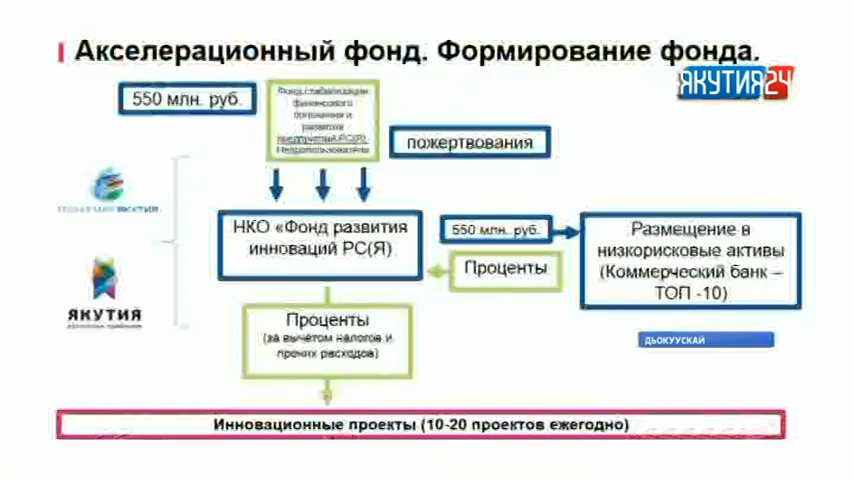 Акселерационный фонд. Формирование фонда.
ЯКУТИЯ24
550 млн. руб.
Фонд стабилизации
финансового
положения и
развития
предприятий РС(Я)
пожертвования
НКО «Фонд развития
инноваций РС(Я)
550 млн. руб.
Размещение в
низкорисковые активы
(Коммерческий банк –
ТОП -10)
Проценты
ЯКУТИЯ
Проценты
(за вычетом налогов и
прочих расходов)
ДЬОКУУСКАЙ
Инновационные проекты (10-20 проектов ежегодно)